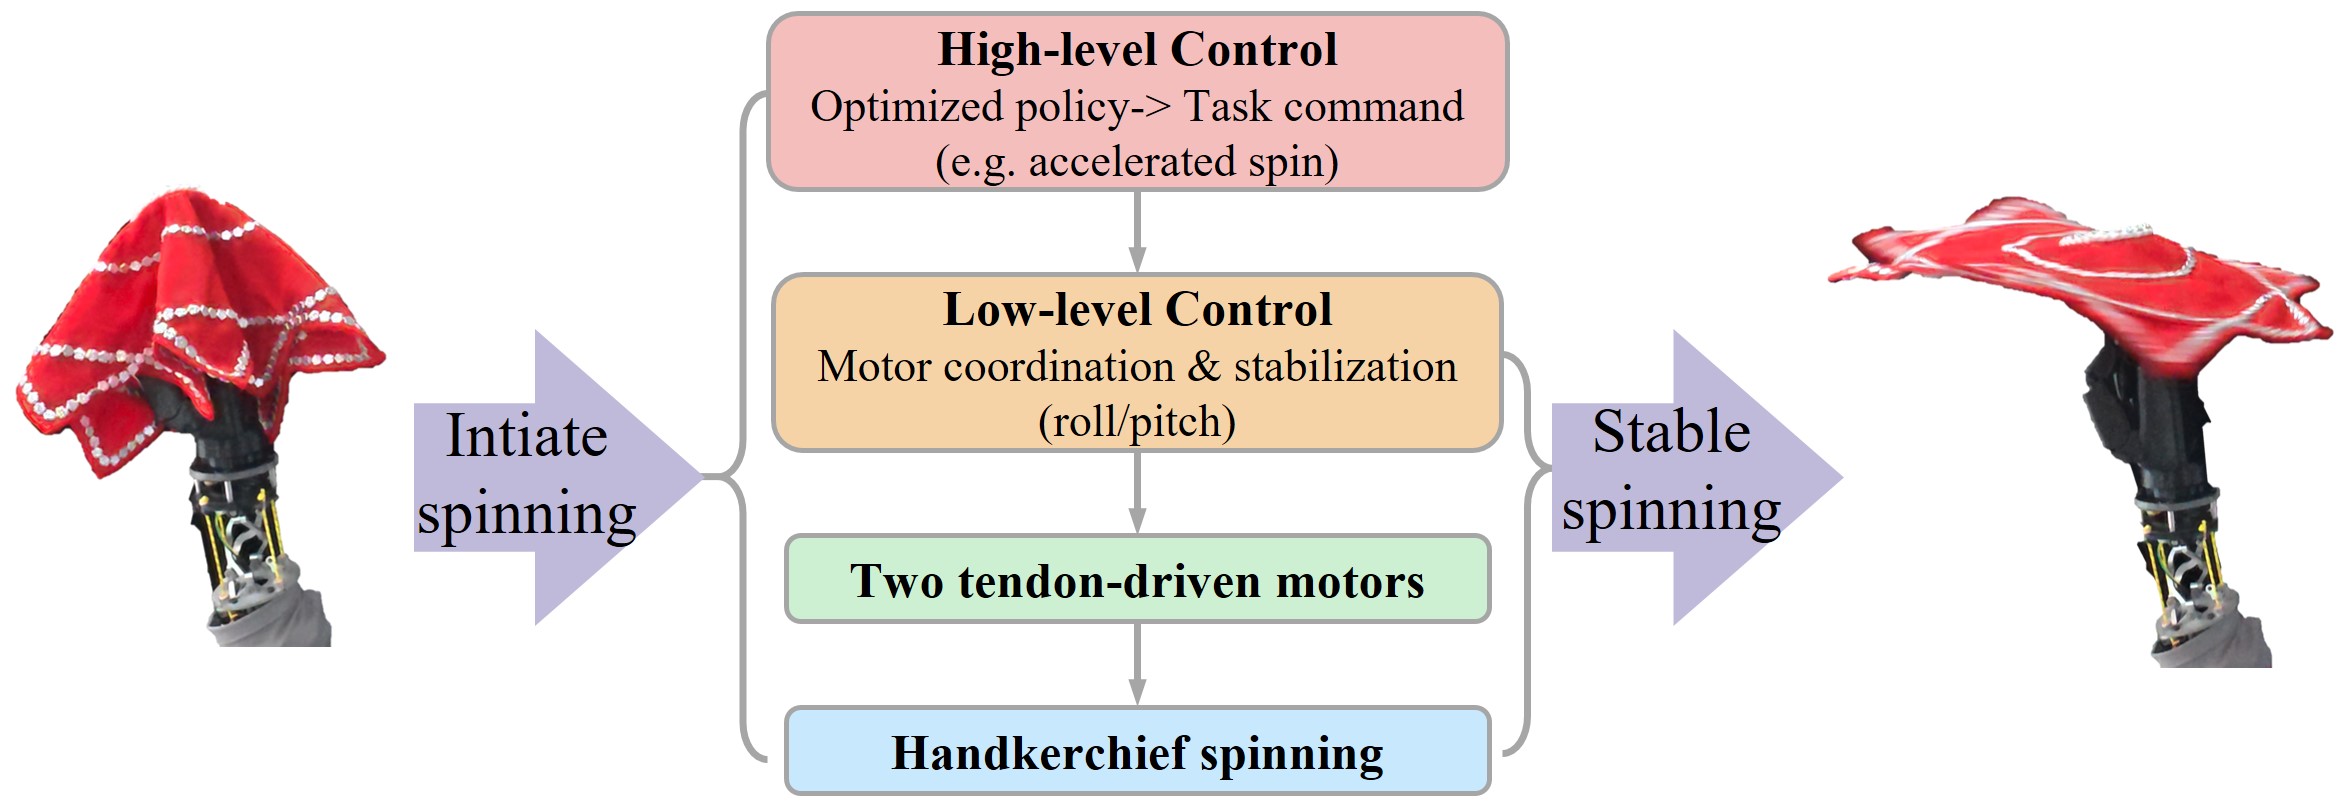 High-level Control
Optimized policy-> Task command
(e.g. accelerated spin)
Low-level Control
Motor coordination & stabilization
(roll/pitch)
Intiate
spinning
Stable
spinning
Two tendon-driven motors
Handkerchief spinning